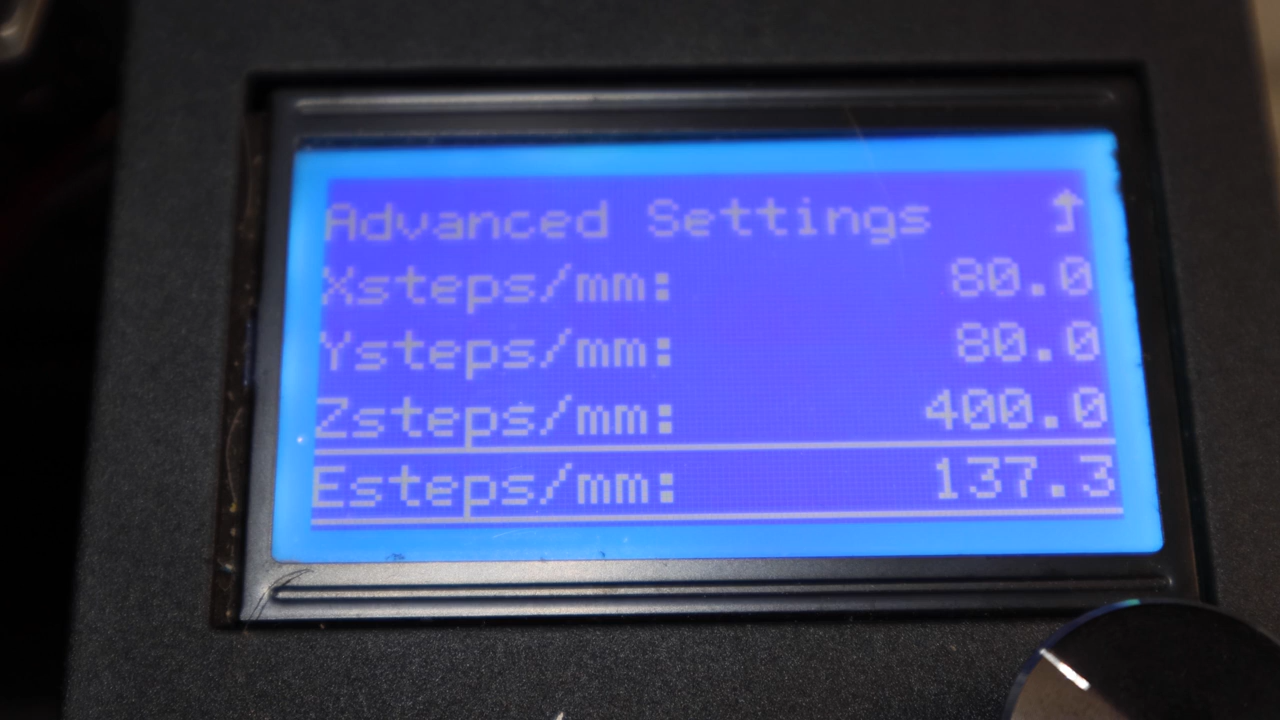 Advanced Settings
Xsteps/mm: 80.0
Ysteps/mm: 80.0
Zsteps/mm: 400.0
Esteps/mm: 137.3